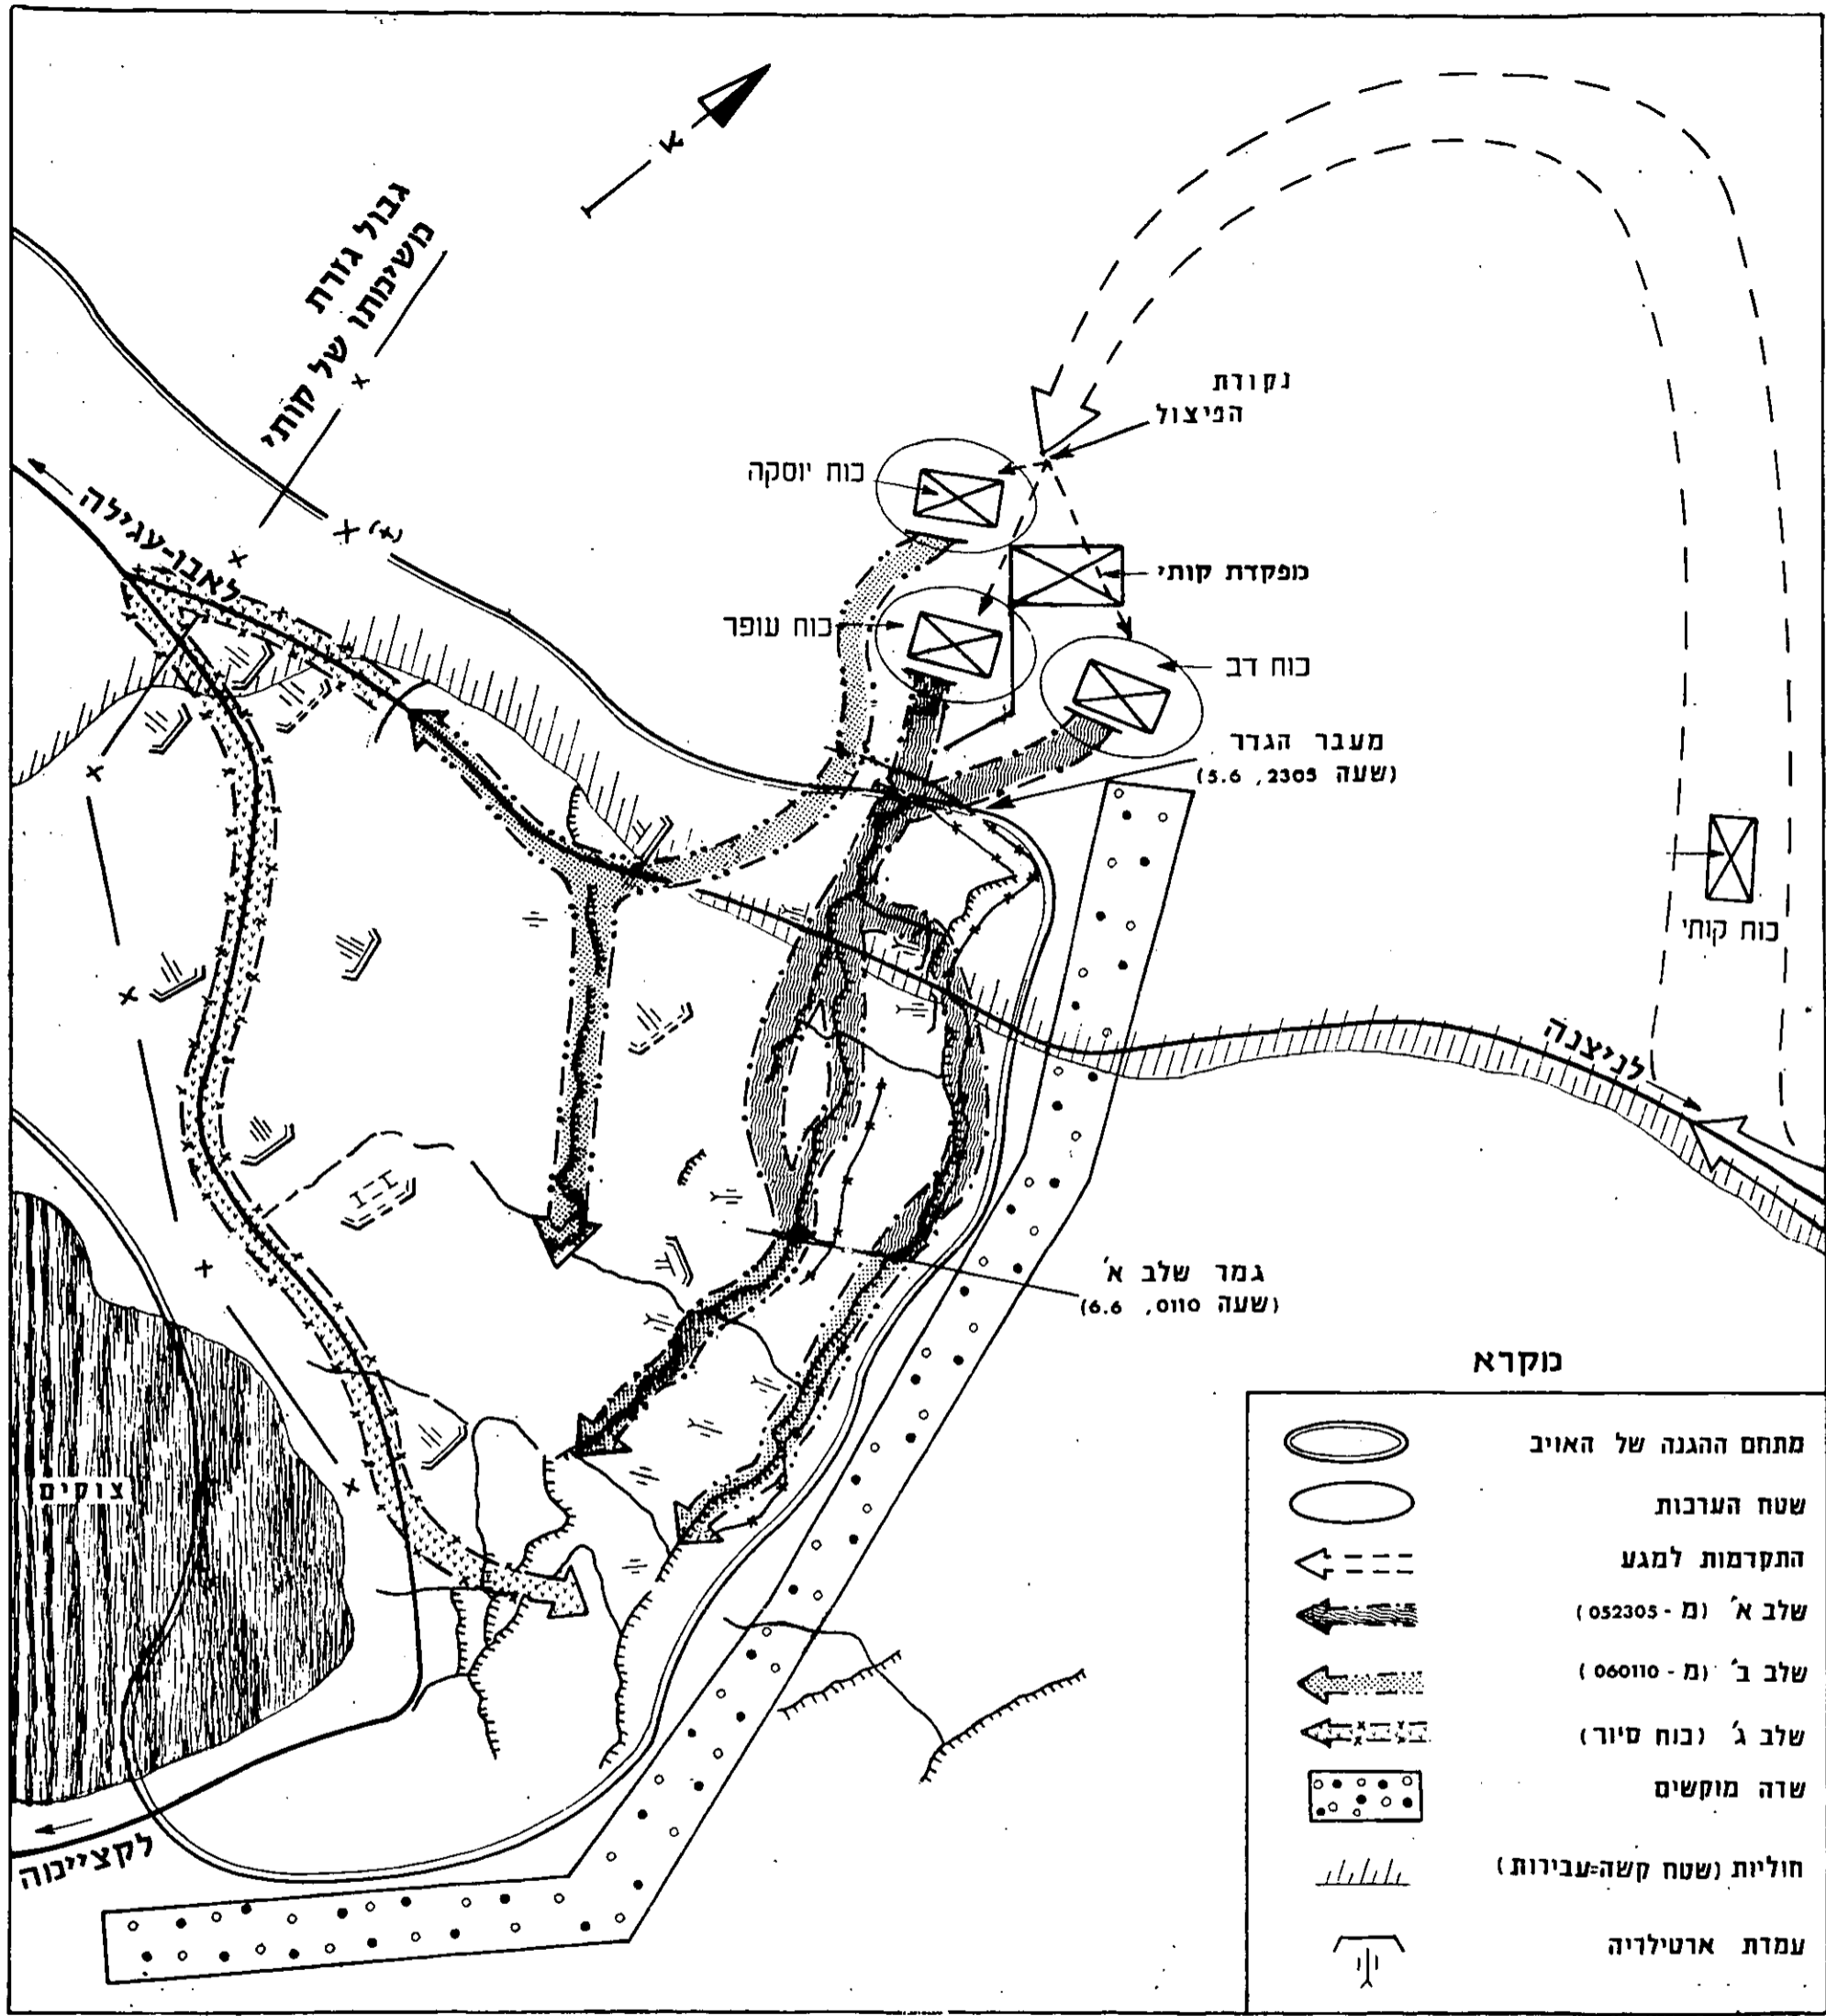 א
גבול גזרת
משימתו של קותי
נקודת
הפיצול
כוח יוסקה
לאבו-עגילה
מפקדת קותי
כוח עופר
כוח דב
מעבר הגדר
(שעה 2305, 5.6)
כוח קותי
לניצנה
גמר שלב א'
(שעה 0110, 6.6)
צוקים
לקציימה
מקרא
מתחם ההגנה של האויב
שטח הערכות
התקדמות למגע
שלב א' (מ - 052305)
שלב ב' (מ - 060110)
שלב ג' (כוח סיור)
שדה מוקשים
חוליות (שטח קשה=עבירות)
עמדת ארטילריה